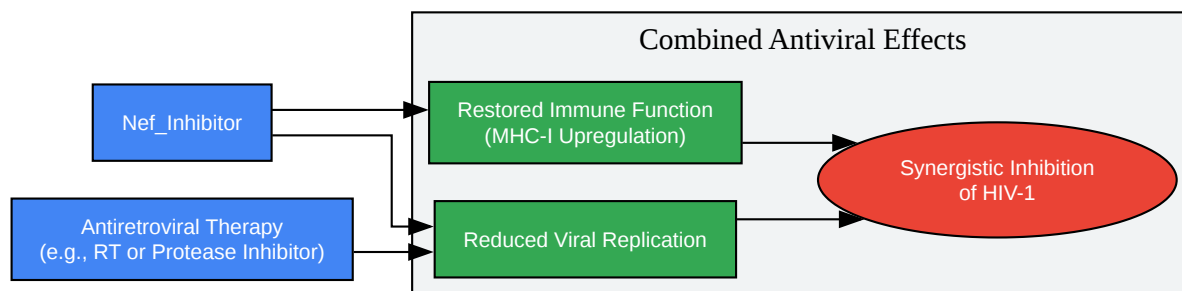 Combined Antiviral Effects
Nef_Inhibitor
Restored Immune Function
(MHC-I Upregulation)
Synergistic Inhibition
of HIV-1
Antiretroviral Therapy
(e.g., RT or Protease Inhibitor)
Reduced Viral Replication